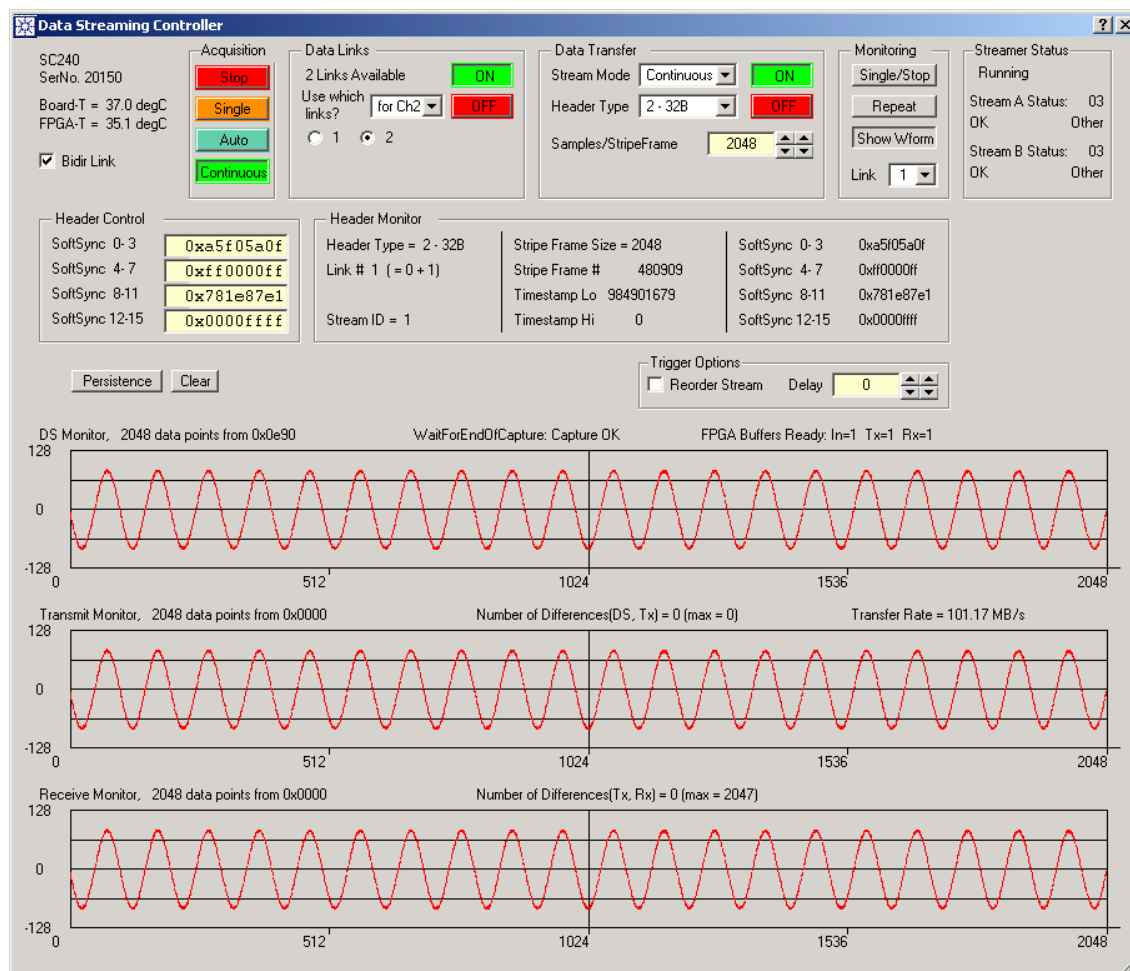 Data Streaming Controller
SC240
SerNo. 20150
Board-T = 37.0 degC
FPGA-T = 35.1 degC
Bidir Link
Acquisition
Stop
Single
Auto
Continuous
Data Links
2 Links Available ON
Use which links? for Ch2 OFF
1 2
Data Transfer
Stream Mode Continuous ON
Header Type 2 - 32B OFF
Samples/StripeFrame 2048
Monitoring
Single/Stop
Repeat
Show Wform
Link 1
Streamer Status
Running
Stream A Status: 03
OK Other
Stream B Status: 03
OK Other
Header Control
SoftSync 0- 3 0xa5f05a0f
SoftSync 4- 7 0xff0000ff
SoftSync 8-11 0x781e87e1
SoftSync 12-15 0x0000ffff
Header Monitor
Header Type = 2 - 32B Stripe Frame Size = 2048 SoftSync 0- 3 0xa5f05a0f
Link # 1 ( = 0 + 1) Stripe Frame # 480909 SoftSync 4- 7 0xff0000ff
Timestamp Lo 984901679 SoftSync 8-11 0x781e87e1
Stream ID = 1 Timestamp Hi 0 SoftSync 12-15 0x0000ffff
Persistence Clear
Trigger Options
Reorder Stream Delay 0
DS Monitor, 2048 data points from 0x0e90 WaitForEndOfCapture: Capture OK FPGA Buffers Ready: In=1 Tx=1 Rx=1
128
0
-128
0 512 1024 1536 2048
Transmit Monitor, 2048 data points from 0x0000 Number of Differences(DS, Tx) = 0 (max = 0) Transfer Rate = 101.17 MB/s
128
0
-128
0 512 1024 1536 2048
Receive Monitor, 2048 data points from 0x0000 Number of Differences(Tx, Rx) = 0 (max = 2047)
128
0
-128
0 512 1024 1536 2048